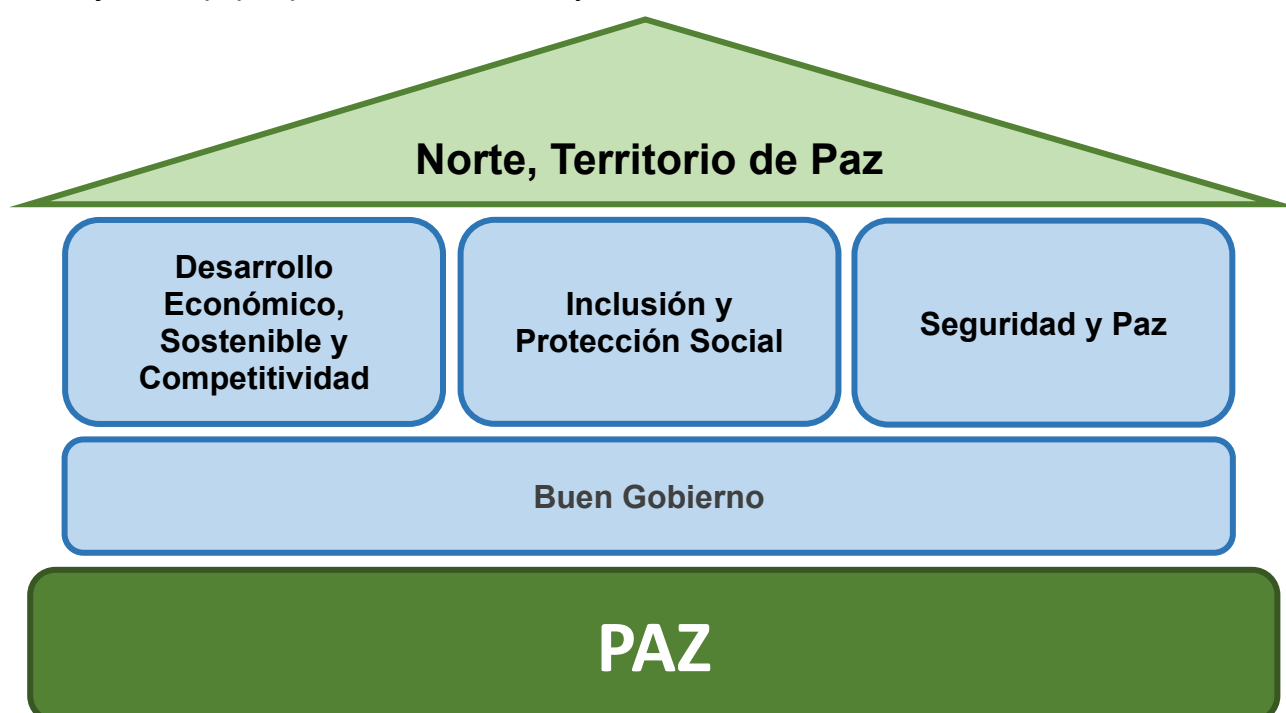 Norte, Territorio de Paz
Desarrollo
Económico,
Sostenible y
Competitividad
Inclusión y
Protección Social
Seguridad y Paz
Buen Gobierno
PAZ